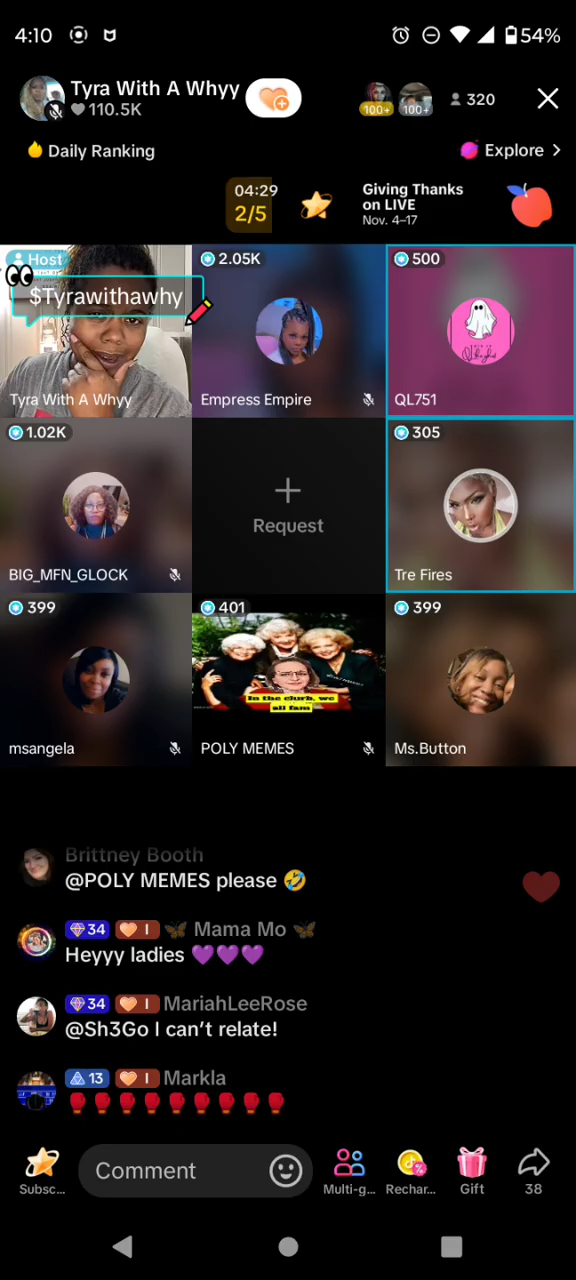 4:10
54%
Tyra With A Whyy
110.5K
100+
100+
320
Daily Ranking
Explore >
04:29
2/5
Giving Thanks
on LIVE
Nov. 4–17
Host
$Tyrawithawhy
Tyra With A Whyy
2.05K
Empress Empire
500
QL751
1.02K
BIG_MFN_GLOCK
+
Request
305
Tre Fires
399
msangela
401
In the clurb, we
all fam
POLY MEMES
399
Ms.Button
Brittney Booth
@POLY MEMES please 🤣
34 I 🦋 Mama Mo 🦋
Heyyy ladies 💜💜💜
34 I MariahLeeRose
@Sh3Go I can’t relate!
13 I Markla
🥊🥊🥊🥊🥊🥊🥊🥊🥊
Comment
Subsc...
Multi-g...
Rechar...
Gift
38